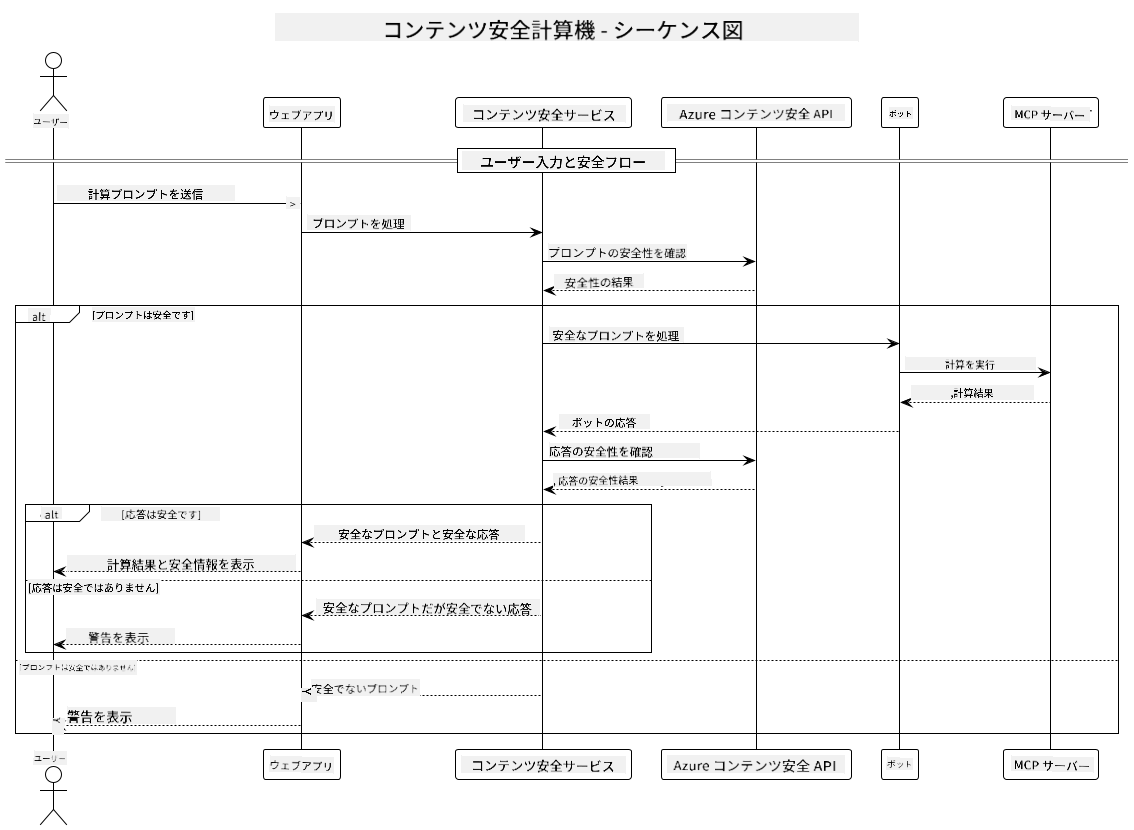 コンテンツ安全計算機 - シーケンス図
ユーザー
ウェブアプリ
コンテンツ安全サービス
Azure コンテンツ安全 API
ボット
MCP サーバー
ユーザー入力と安全フロー
計算プロンプトを送信
プロンプトを処理
プロンプトの安全性を確認
安全性の結果
alt
[プロンプトは安全です]
安全なプロンプトを処理
計算を実行
計算結果
ボットの応答
応答の安全性を確認
応答の安全性結果
alt
[応答は安全です]
安全なプロンプトと安全な応答
計算結果と安全情報を表示
[応答は安全ではありません]
安全なプロンプトだが安全でない応答
警告を表示
[プロンプトは安全ではありません]
安全でないプロンプト
警告を表示
ユーリー
ウェブアプリ
コンテンツ安全サービス
Azure コンテンツ安全 API
ボット
MCP サーバー